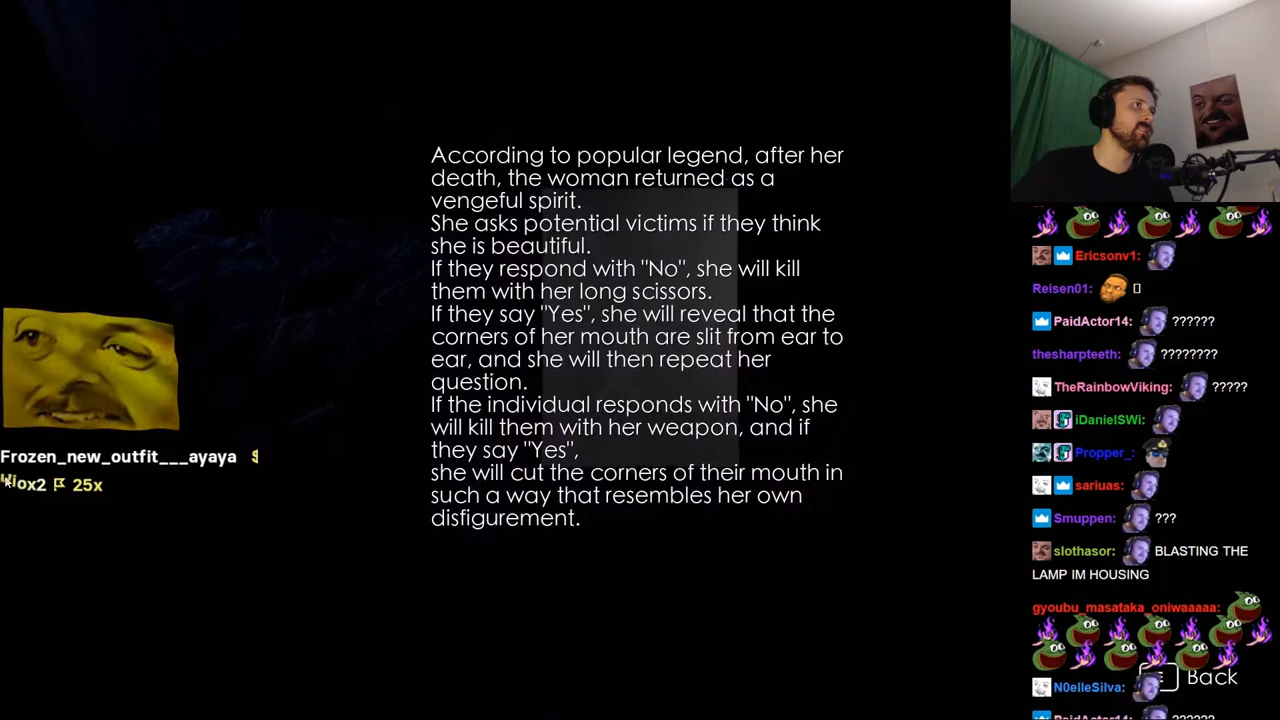 According to popular legend, after her
death, the woman returned as a
vengeful spirit.
She asks potential victims if they think
she is beautiful.
If they respond with "No", she will kill
them with her long scissors.
If they say "Yes", she will reveal that the
corners of her mouth are slit from ear to
ear, and she will then repeat her
question.
If the individual responds with "No", she
will kill them with her weapon, and if
they say "Yes",
she will cut the corners of their mouth in
such a way that resembles her own
disfigurement.
Frozen_new_outfit___ayaya $
25x
Ericsonv1:
Reisen01:
PaidActor14: ??????
thesharpteeth: ????????
TheRainbowViking: ?????
iDanielSWi:
Propper_:
sariuas:
Smuppen: ???
slothasor: BLASTING THE
LAMP IM HOUSING
gyoubu_masataka_oniwaaaaa:
N0elleSilva:
Back
PaidActor14: ??????